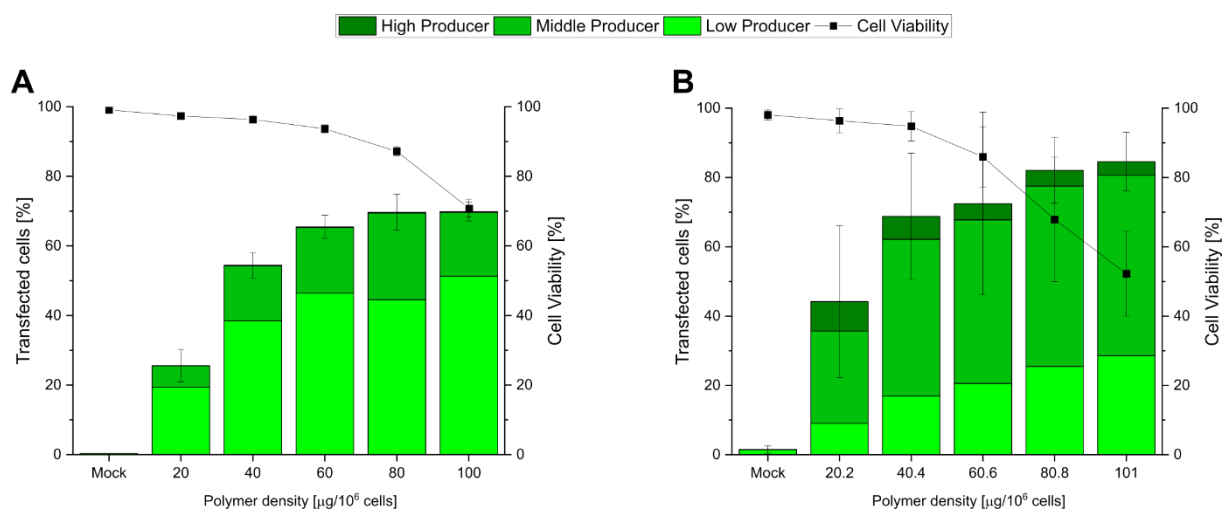 High Producer Middle Producer Low Producer Cell Viability
A
100
80
60
40
20
0
Transfected cells [%]
100
80
60
40
20
0
Cell Viability [%]
Mock 20 40 60 80 100
Polymer density [µg/10⁶ cells]
B
100
80
60
40
20
0
Transfected cells [%]
100
80
60
40
20
0
Cell Viability [%]
Mock 20.2 40.4 60.6 80.8 101
Polymer density [µg/10⁶ cells]